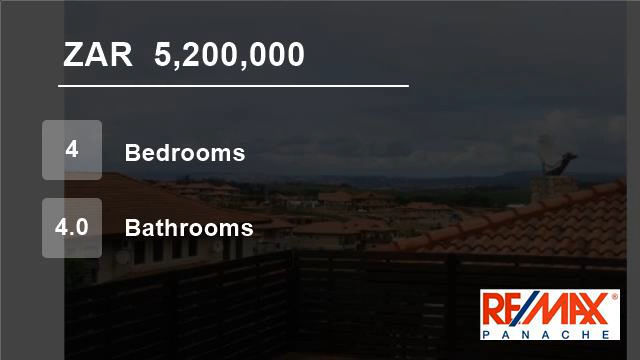 ZAR 5,200,000
4
Bedrooms
4.0
Bathrooms
RE/MAX®
PANACHE